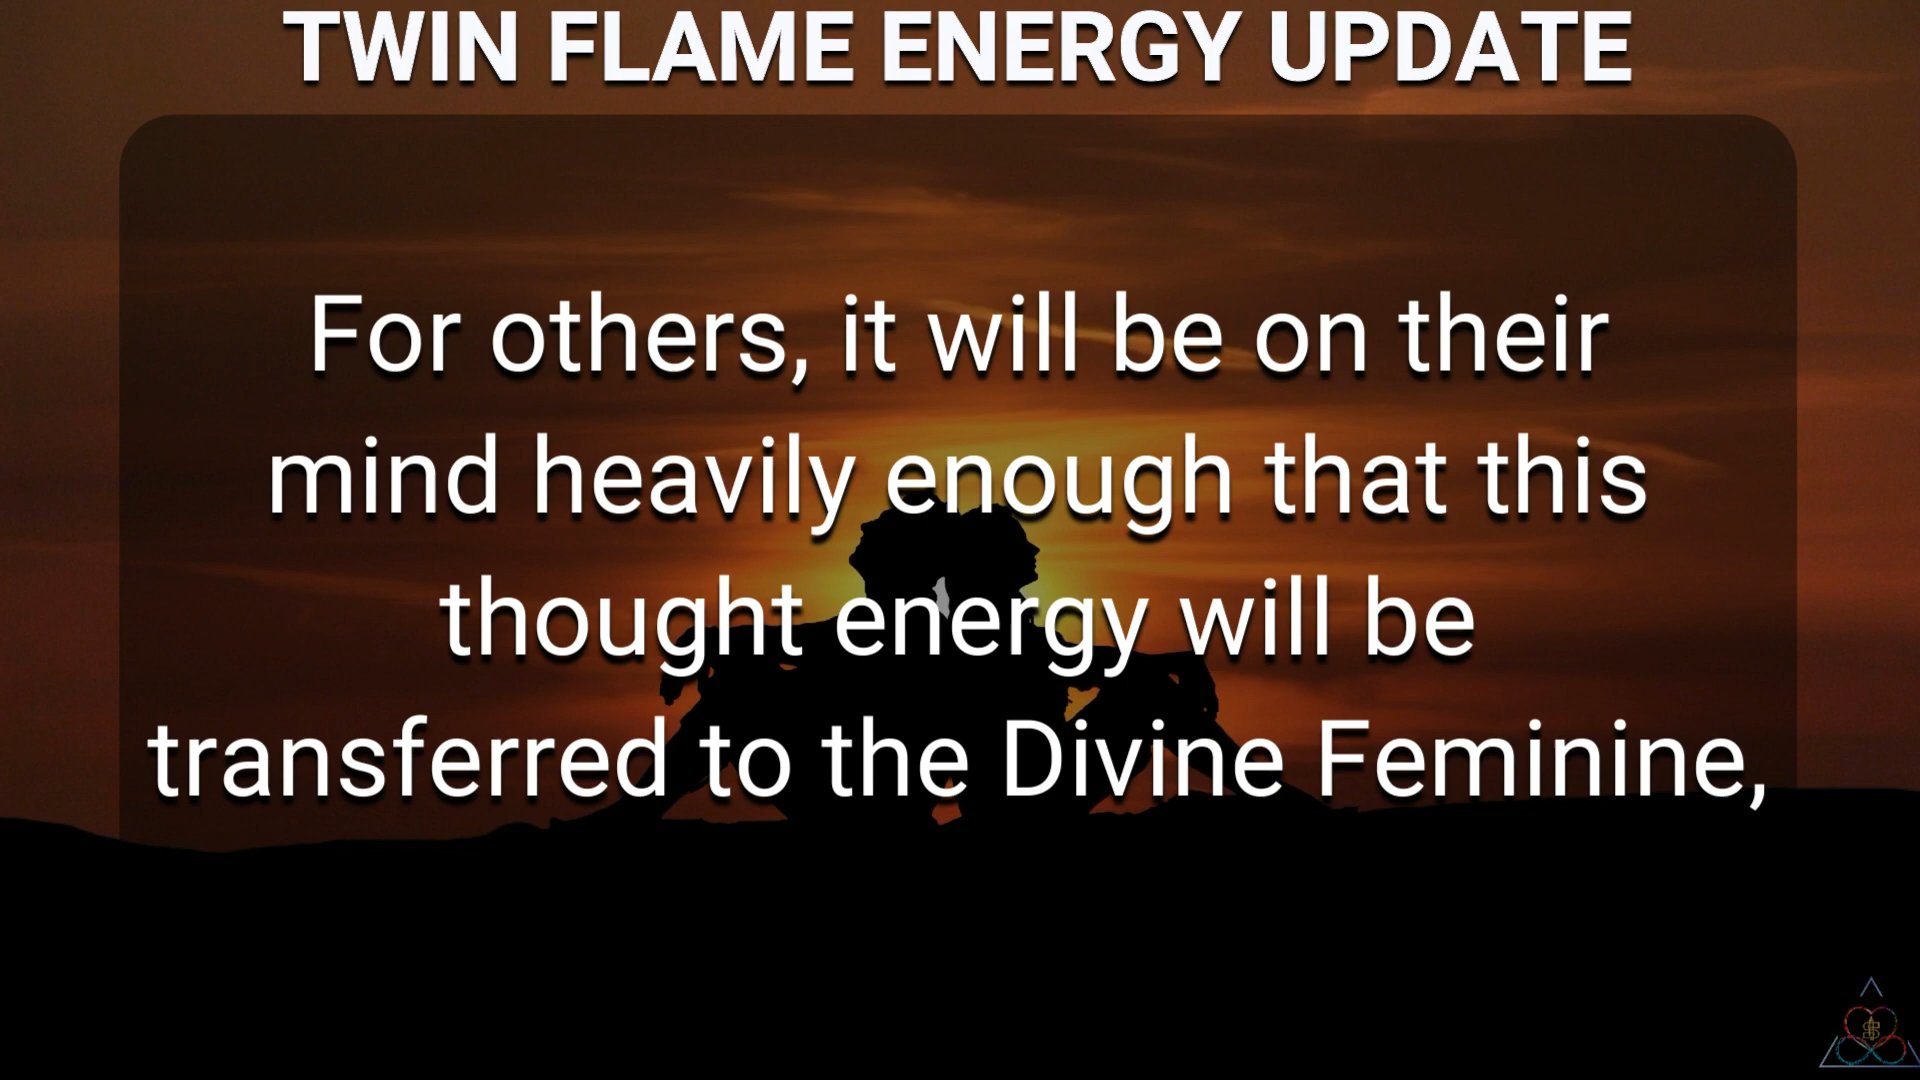 TWIN FLAME ENERGY UPDATE
For others, it will be on their
mind heavily enough that this
thought energy will be
transferred to the Divine Feminine,